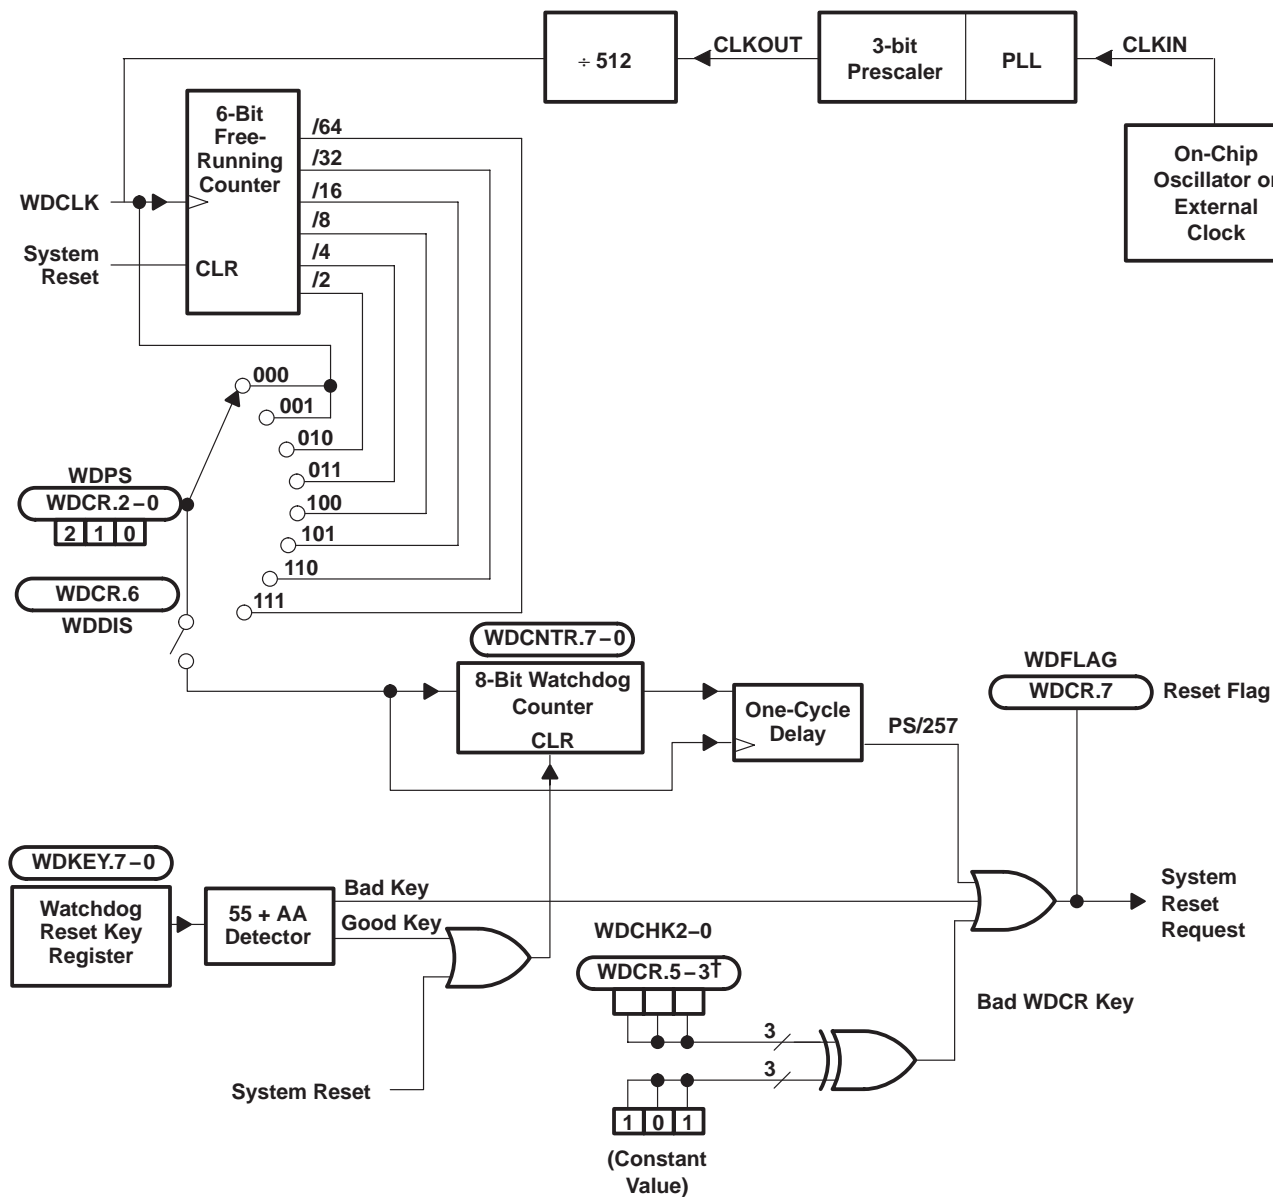 ÷ 512
CLKOUT
3-bit
Prescaler
PLL
CLKIN
On-Chip
Oscillator or
External
Clock
6-Bit
Free-
Running
Counter
CLR
/64
/32
/16
/8
/4
/2
WDCLK
System
Reset
000
001
010
011
100
101
110
111
WDPS
WDCR.2–0
2 1 0
WDCR.6
WDDIS
WDCNTR.7–0
8-Bit Watchdog
Counter
CLR
One-Cycle
Delay
PS/257
WDFLAG
WDCR.7
Reset Flag
WDKEY.7–0
Watchdog
Reset Key
Register
55 + AA
Detector
Bad Key
Good Key
System Reset
WDCHK2–0
WDCR.5–3†
3
3
1 0 1
(Constant
Value)
Bad WDCR Key
System
Reset
Request